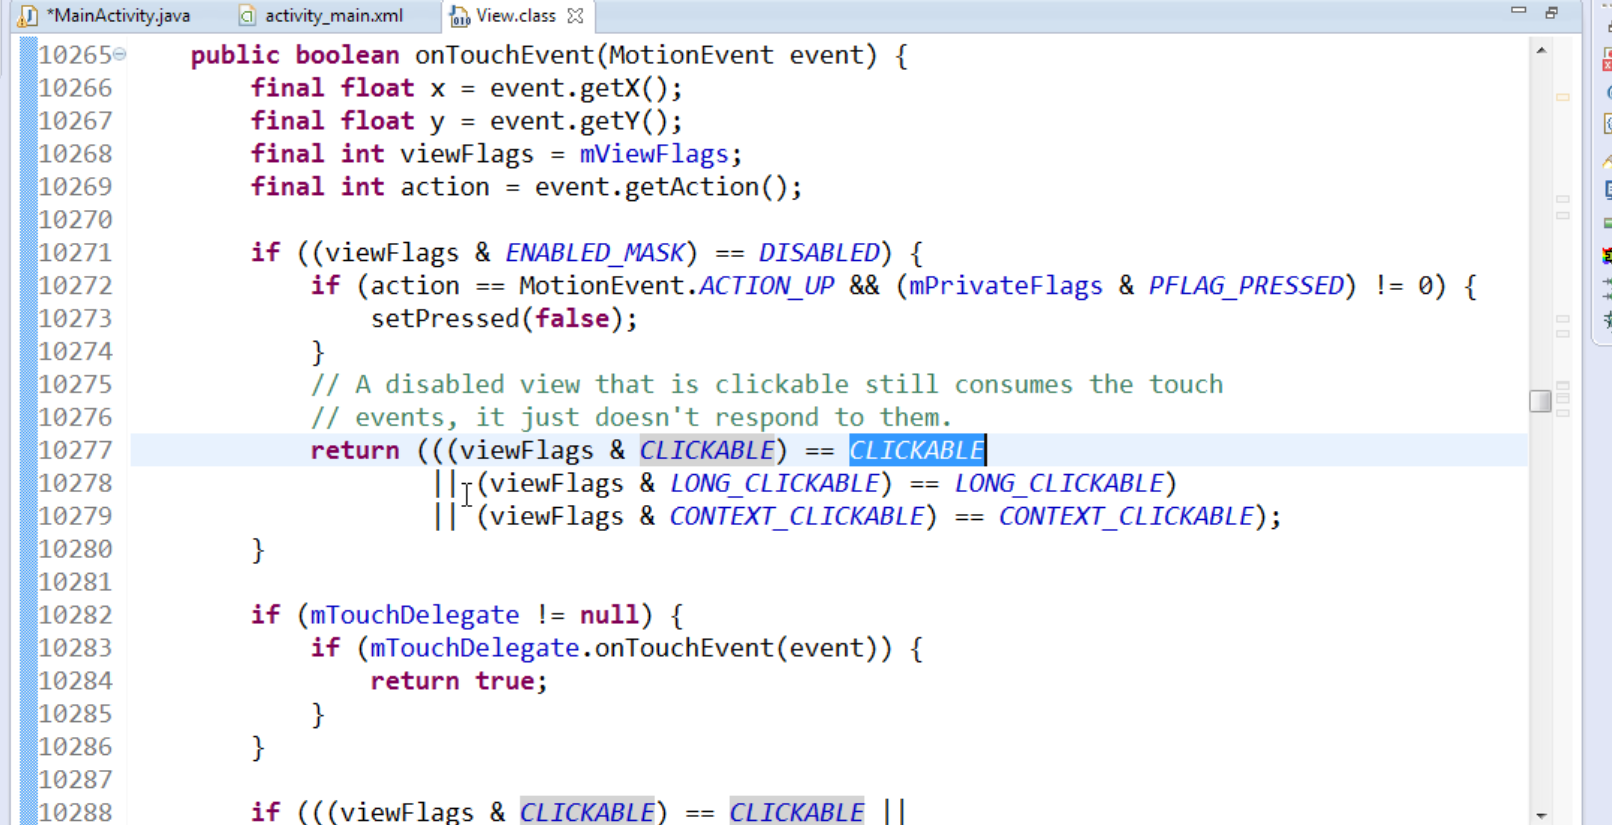 *MainActivity.java activity_main.xml View.class
10265 public boolean onTouchEvent(MotionEvent event) {
10266 final float x = event.getX();
10267 final float y = event.getY();
10268 final int viewFlags = mViewFlags;
10269 final int action = event.getAction();
10270
10271 if ((viewFlags & ENABLED_MASK) == DISABLED) {
10272 if (action == MotionEvent.ACTION_UP && (mPrivateFlags & PFLAG_PRESSED) != 0) {
10273 setPressed(false);
10274 }
10275 // A disabled view that is clickable still consumes the touch
10276 // events, it just doesn't respond to them.
10277 return (((viewFlags & CLICKABLE) == CLICKABLE
10278 || (viewFlags & LONG_CLICKABLE) == LONG_CLICKABLE)
10279 || (viewFlags & CONTEXT_CLICKABLE) == CONTEXT_CLICKABLE);
10280 }
10281
10282 if (mTouchDelegate != null) {
10283 if (mTouchDelegate.onTouchEvent(event)) {
10284 return true;
10285 }
10286 }
10287
10288 if (((viewFlags & CLICKABLE) == CLICKABLE ||